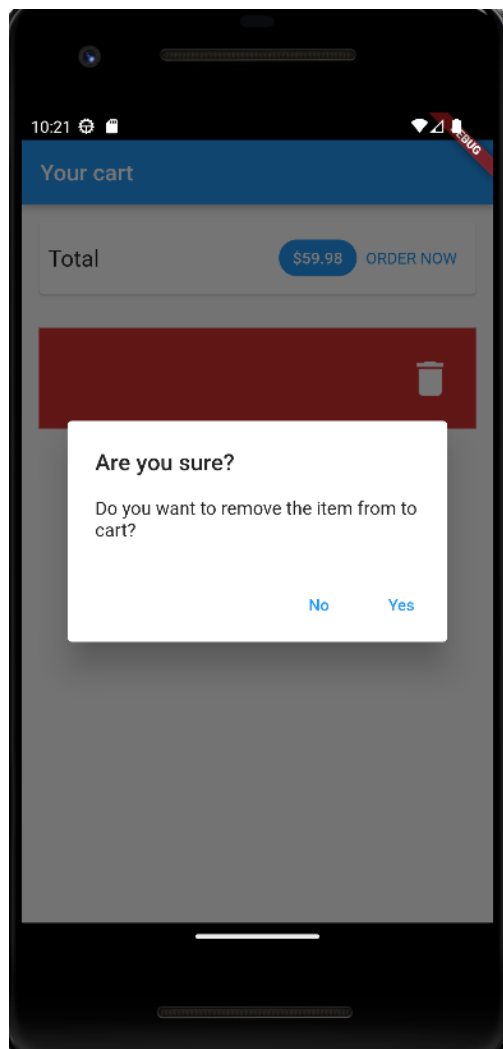 10:21
DEBUG
Your cart
Total $59.98 ORDER NOW
Are you sure?
Do you want to remove the item from to
cart?
No Yes